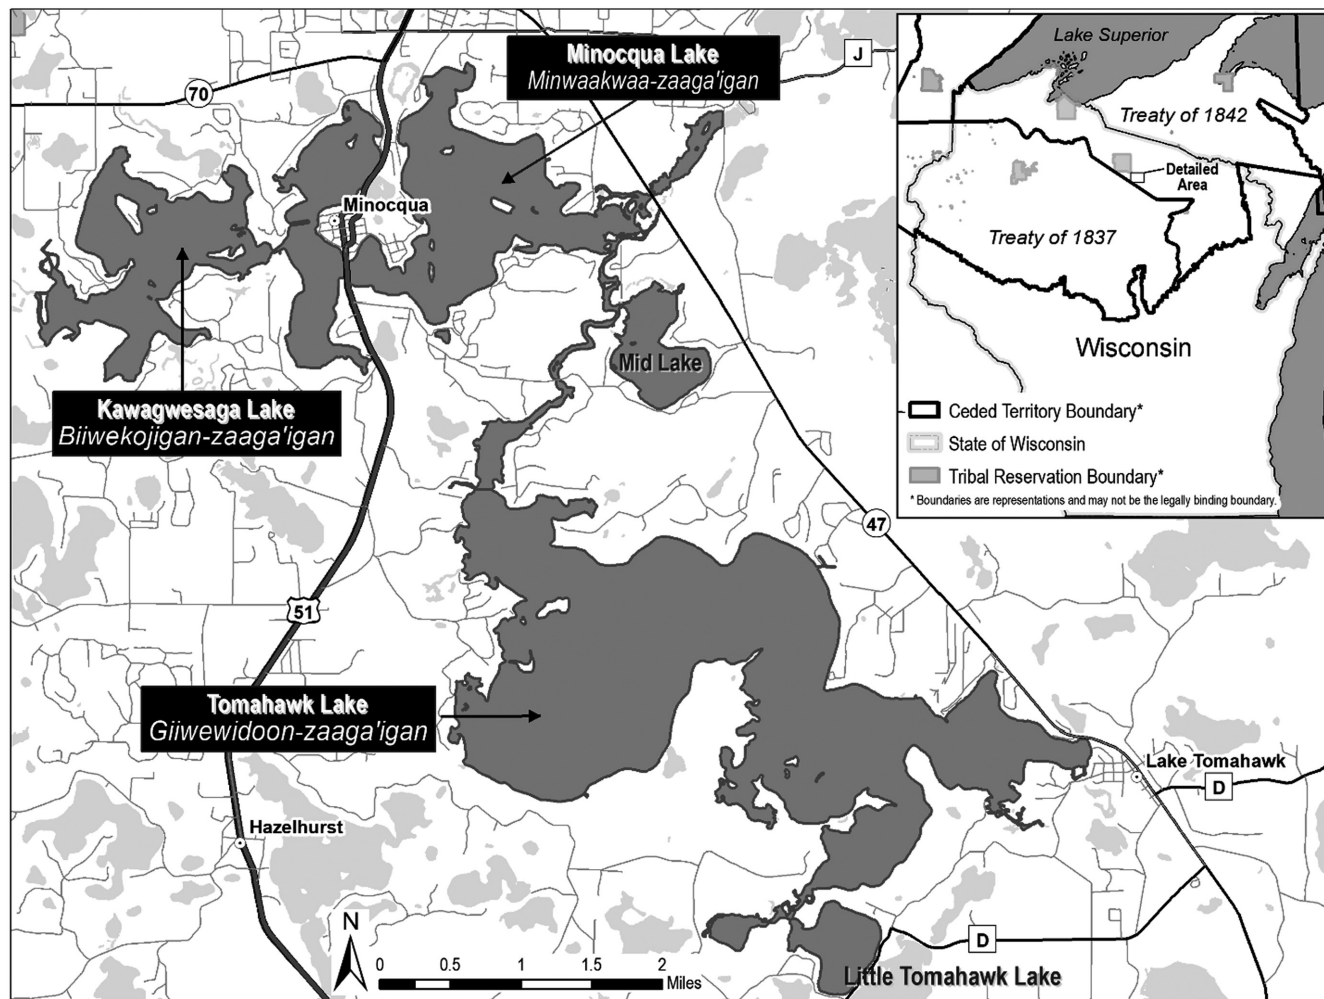 Minocqua Lake
Minwaakwaa-zaaga'igan
J
70
Minocqua
Mid Lake
Kawagwesaga Lake
Biiwekojigan-zaaga'igan
47
51
Tomahawk Lake
Giiwewidoon-zaaga'igan
Lake Tomahawk
D
Hazelhurst
D
Little Tomahawk Lake
N
0 0.5 1 1.5 2
Miles
Lake Superior
Treaty of 1842
Detailed
Area
Treaty of 1837
Wisconsin
Ceded Territory Boundary*
State of Wisconsin
Tribal Reservation Boundary*
* Boundaries are representations and may not be the legally binding boundary.